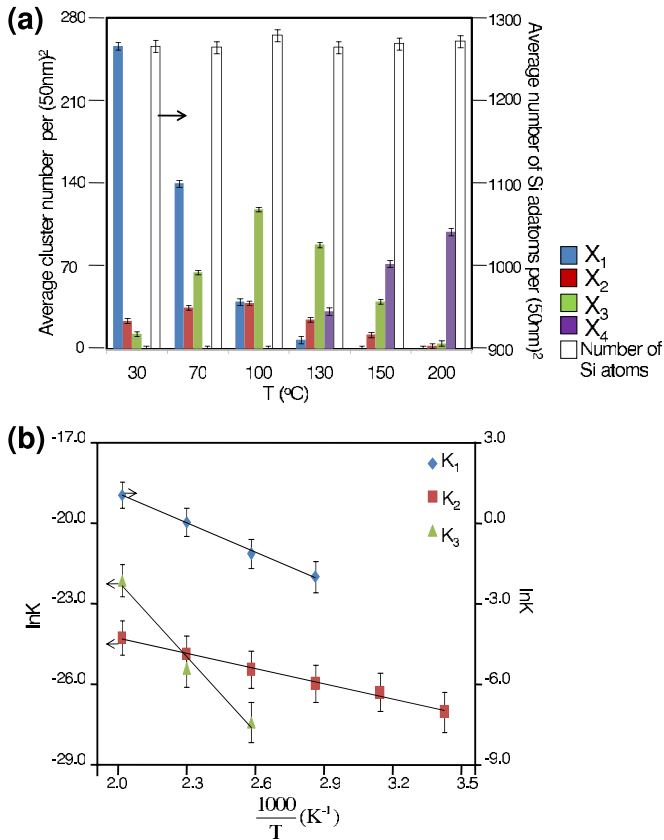 (a)
280
210
140
70
0
Average cluster number per (50nm)²
1300
1200
1100
1000
900
Average number of Si adatoms per (50nm)²
30 70 100 130 150 200
T (°C)
X₁
X₂
X₃
X₄
Number of
Si atoms
(b)
-17.0
-20.0
-23.0
-26.0
-29.0
lnK
3.0
0.0
-3.0
-6.0
-9.0
lnK
K₁
K₂
K₃
2.0 2.3 2.6 2.9 3.2 3.5
1000
T
(K⁻¹)